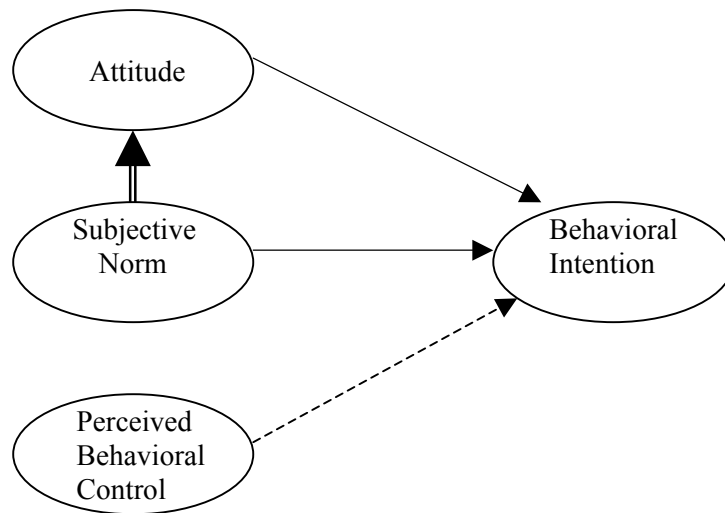 Attitude
Subjective
Norm
Behavioral
Intention
Perceived
Behavioral
Control